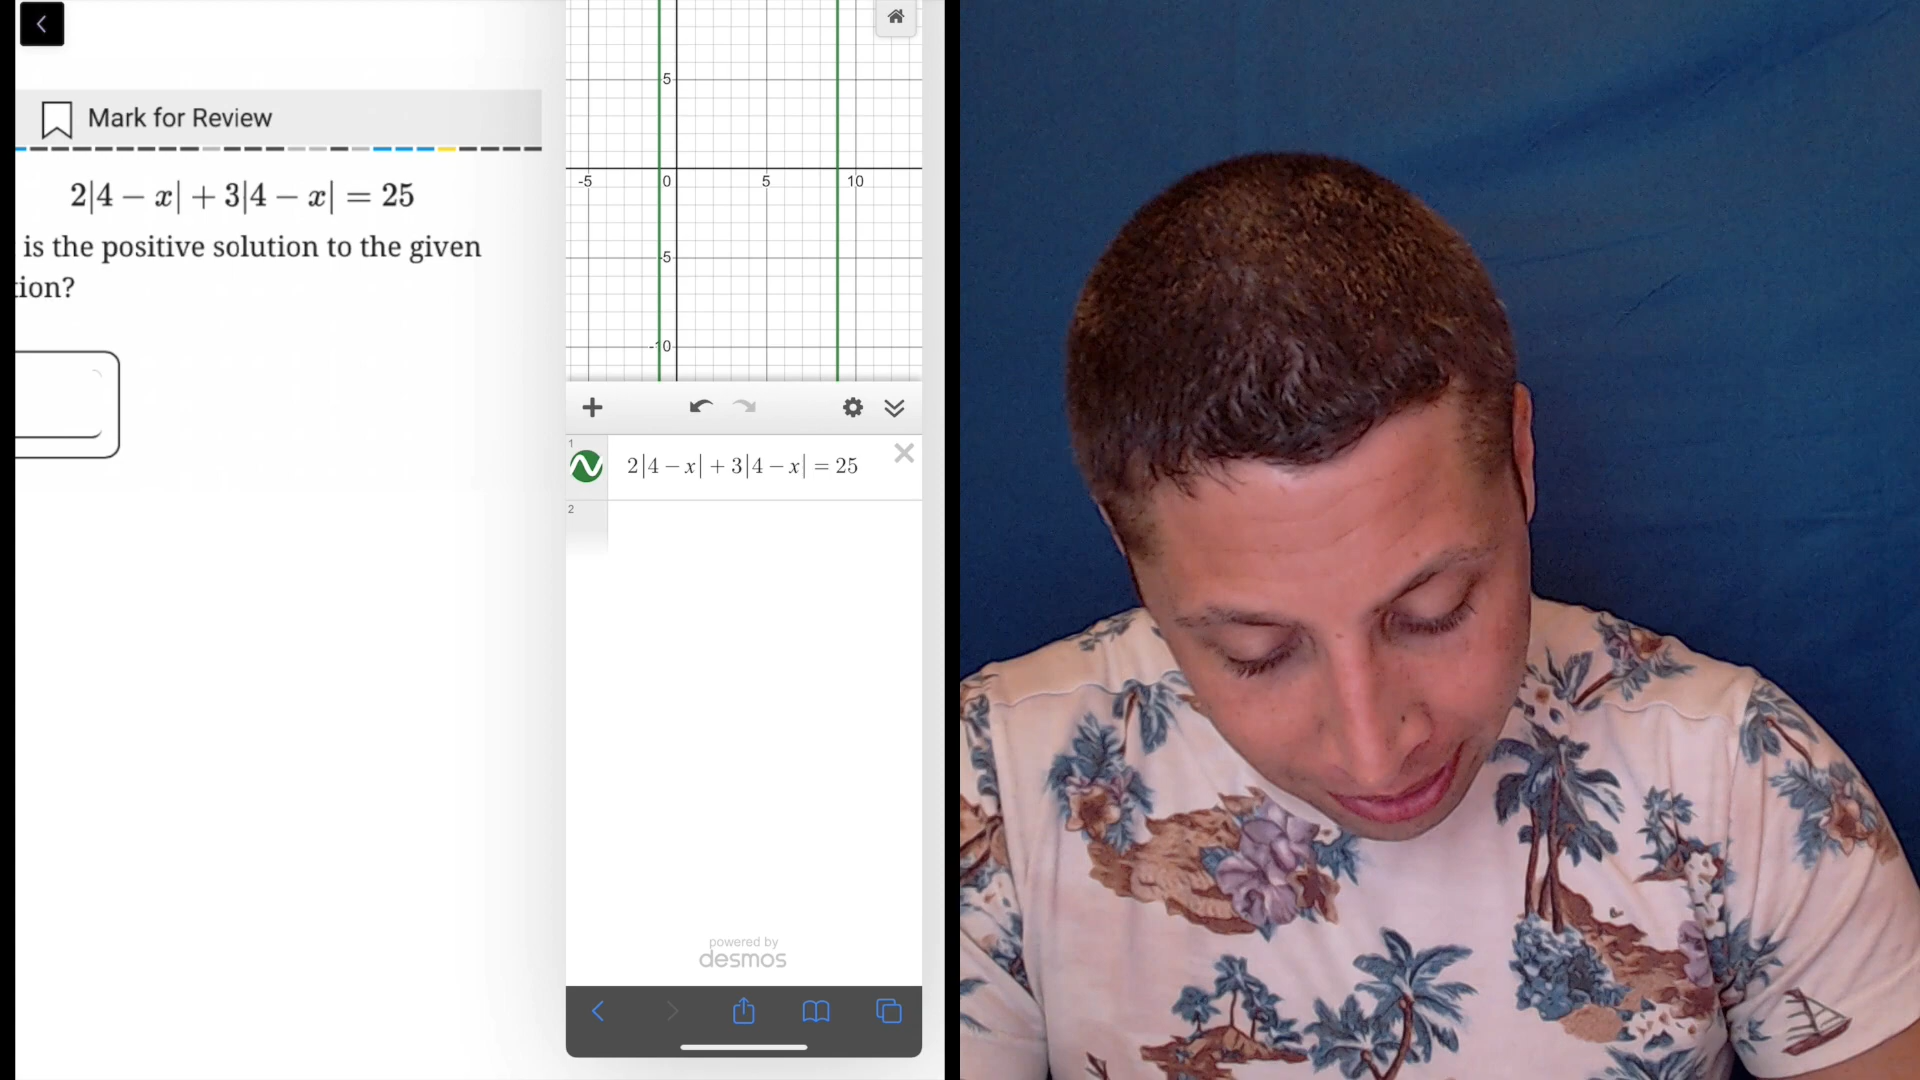 Mark for Review
2|4 − x| + 3|4 − x| = 25
is the positive solution to the given
tion?
5
-5
0
5
10
-5
-10
1
2|4 − x| + 3|4 − x| = 25
2
powered by
desmos